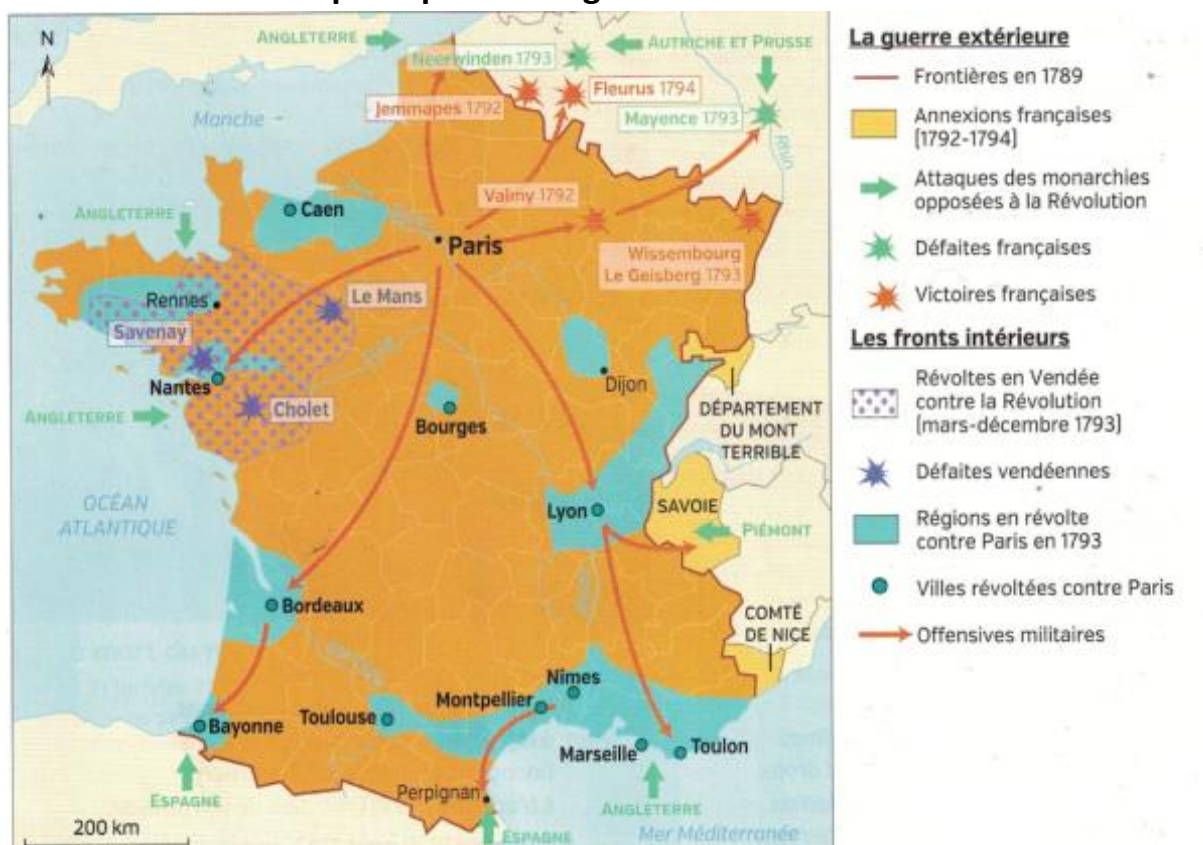 N
ANGLETERRE
AUTRICHE ET PRUSSE
Neerwinden 1793
Fleurus 1794
Jemmapes 1792
Mayence 1793
Manche
Rhin
Valmy 1792
ANGLETERRE
Caen
Paris
Wissembourg
Le Geisberg 1793
Rennes
Le Mans
Savenay
Nantes
Dijon
ANGLETERRE
Cholet
Bourges
DÉPARTEMENT
DU MONT
TERRIBLE
OCÉAN
ATLANTIQUE
Lyon
SAVOIE
PIÉMONT
Bordeaux
COMTÉ
DE NICE
Nîmes
Montpellier
Bayonne
Toulouse
Marseille
Toulon
Perpignan
ESPAGNE
ANGLETERRE
200 km
ESPAGNE
Mer Méditerranée
La guerre extérieure
Frontières en 1789
Annexions françaises
(1792-1794)
Attaques des monarchies
opposées à la Révolution
Défaites françaises
Victoires françaises
Les fronts intérieurs
Révoltes en Vendée
contre la Révolution
(mars-décembre 1793)
Défaites vendéennes
Régions en révolte
contre Paris en 1793
Villes révoltées contre Paris
Offensives militaires